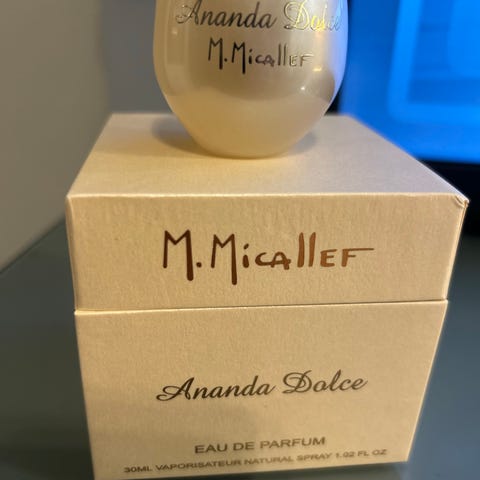 Ananda Dolce
M.Micallef
M.Micallef
Ananda Dolce
EAU DE PARFUM
30ML VAPORISATEUR NATURAL SPRAY 1.02 FL OZ